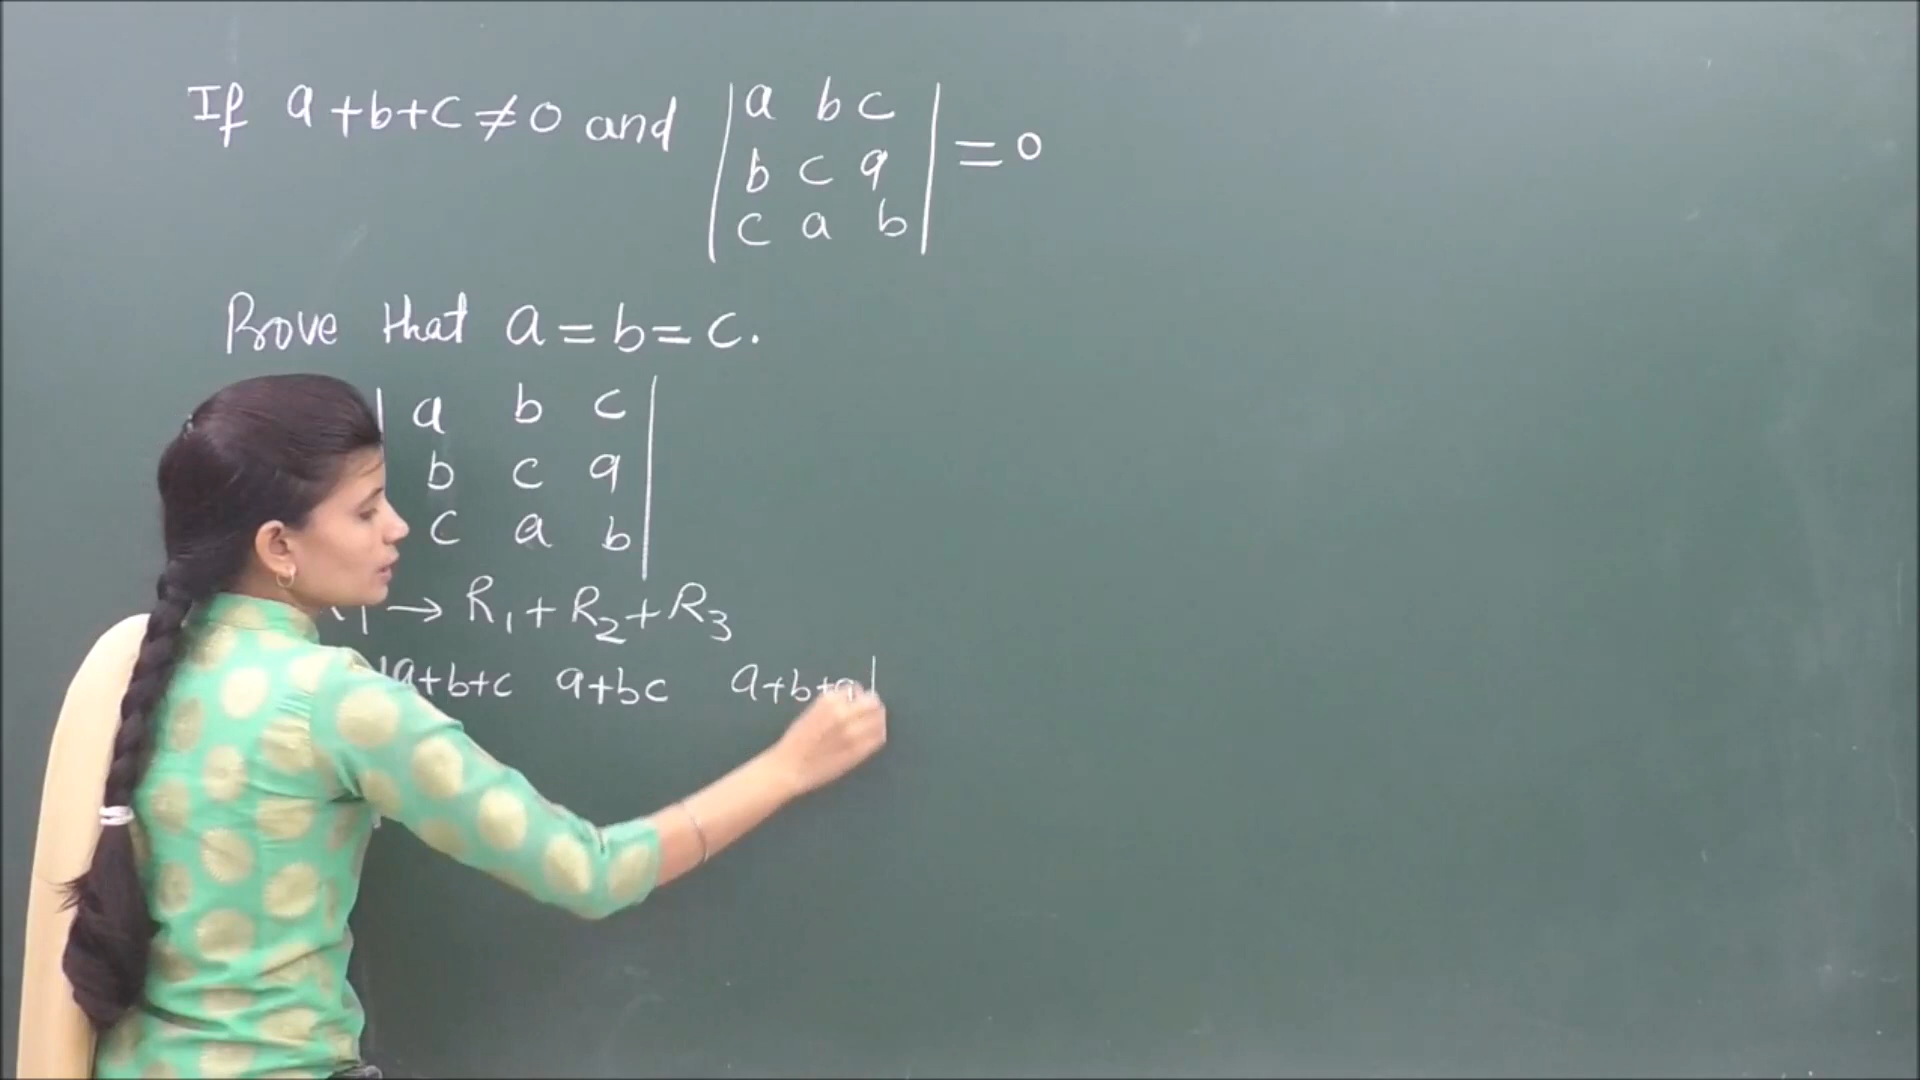 If a+b+c≠0 and |a b c| =0
|b c a|
|c a b|
Prove that a=b=c.
|a b c|
b c a
c a b
→ R1+R2+R3
|a+b+c a+bc a+b+a|